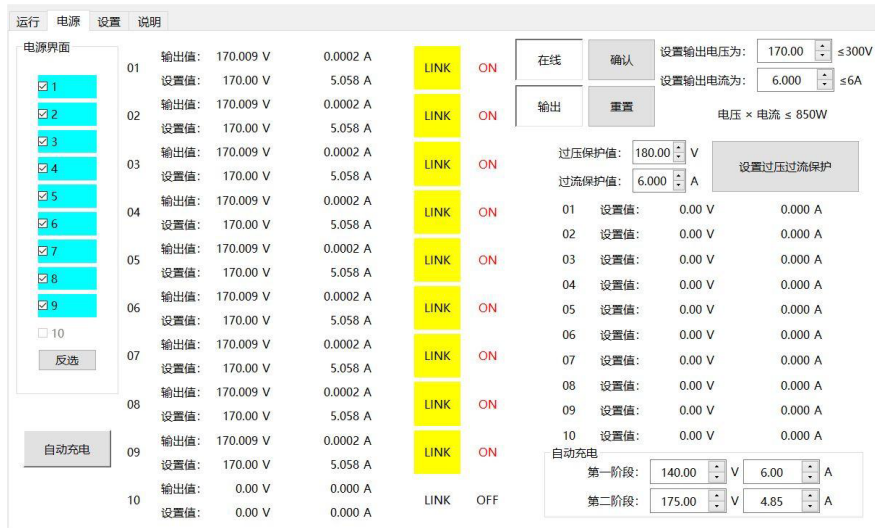 运行 电源 设置 说明
电源界面
1
2
3
4
5
6
7
8
9
10
反选
自动充电
01 输出值: 170.009 V 0.0002 A LINK ON
设置值: 170.00 V 5.058 A
02 输出值: 170.009 V 0.0002 A LINK ON
设置值: 170.00 V 5.058 A
03 输出值: 170.009 V 0.0002 A LINK ON
设置值: 170.00 V 5.058 A
04 输出值: 170.009 V 0.0002 A LINK ON
设置值: 170.00 V 5.058 A
05 输出值: 170.009 V 0.0002 A LINK ON
设置值: 170.00 V 5.058 A
06 输出值: 170.009 V 0.0002 A LINK ON
设置值: 170.00 V 5.058 A
07 输出值: 170.009 V 0.0002 A LINK ON
设置值: 170.00 V 5.058 A
08 输出值: 170.009 V 0.0002 A LINK ON
设置值: 170.00 V 5.058 A
09 输出值: 170.009 V 0.0002 A LINK ON
设置值: 170.00 V 5.058 A
10 输出值: 0.00 V 0.000 A LINK OFF
设置值: 0.00 V 0.000 A
在线 确认 设置输出电压为: 170.00 ≤300V
设置输出电流为: 6.000 ≤6A
输出 重置 电压 × 电流 ≤ 850W
过压保护值: 180.00 V
过流保护值: 6.000 A
设置过压过流保护
01 设置值: 0.00 V 0.000 A
02 设置值: 0.00 V 0.000 A
03 设置值: 0.00 V 0.000 A
04 设置值: 0.00 V 0.000 A
05 设置值: 0.00 V 0.000 A
06 设置值: 0.00 V 0.000 A
07 设置值: 0.00 V 0.000 A
08 设置值: 0.00 V 0.000 A
09 设置值: 0.00 V 0.000 A
10 设置值: 0.00 V 0.000 A
自动充电
第一阶段: 140.00 V 6.00 A
第二阶段: 175.00 V 4.85 A